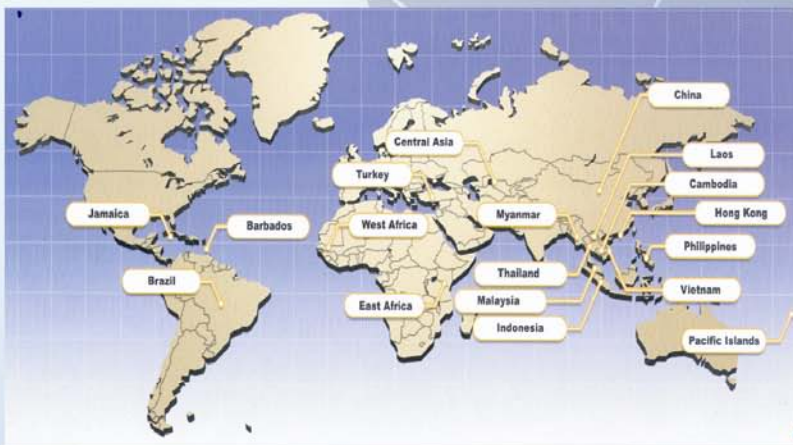 China
Central Asia
Laos
Turkey
Cambodia
Jamaica
Barbados
West Africa
Myanmar
Hong Kong
Philippines
Thailand
Brazil
Vietnam
East Africa
Malaysia
Indonesia
Pacific Islands